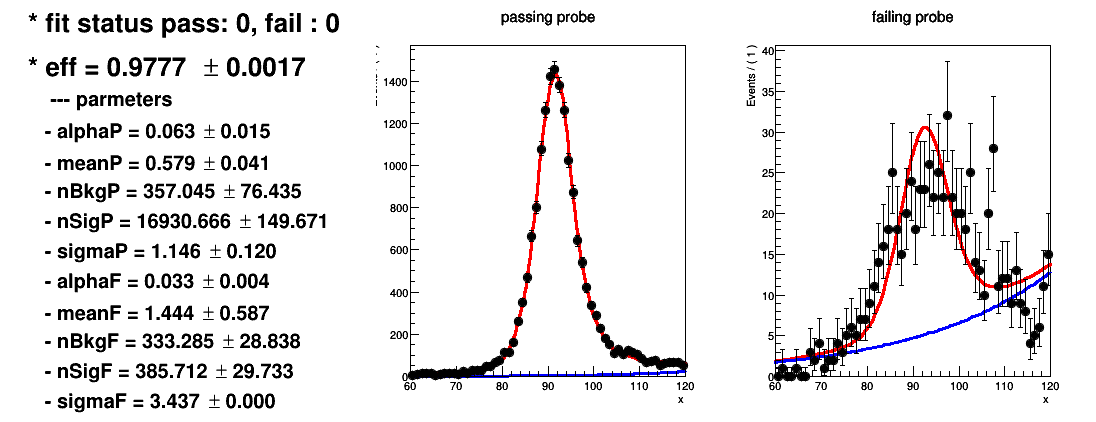 * fit status pass: 0, fail : 0
* eff = 0.9777 ± 0.0017
--- parmeters
- alphaP = 0.063 ± 0.015
- meanP = 0.579 ± 0.041
- nBkgP = 357.045 ± 76.435
- nSigP = 16930.666 ± 149.671
- sigmaP = 1.146 ± 0.120
- alphaF = 0.033 ± 0.004
- meanF = 1.444 ± 0.587
- nBkgF = 333.285 ± 28.838
- nSigF = 385.712 ± 29.733
- sigmaF = 3.437 ± 0.000
passing probe
1400
1200
1000
800
600
400
200
0
60 70 80 90 100 110 120
x
failing probe
Events / ( 1 )
40
35
30
25
20
15
10
5
0
60 70 80 90 100 110 120
x